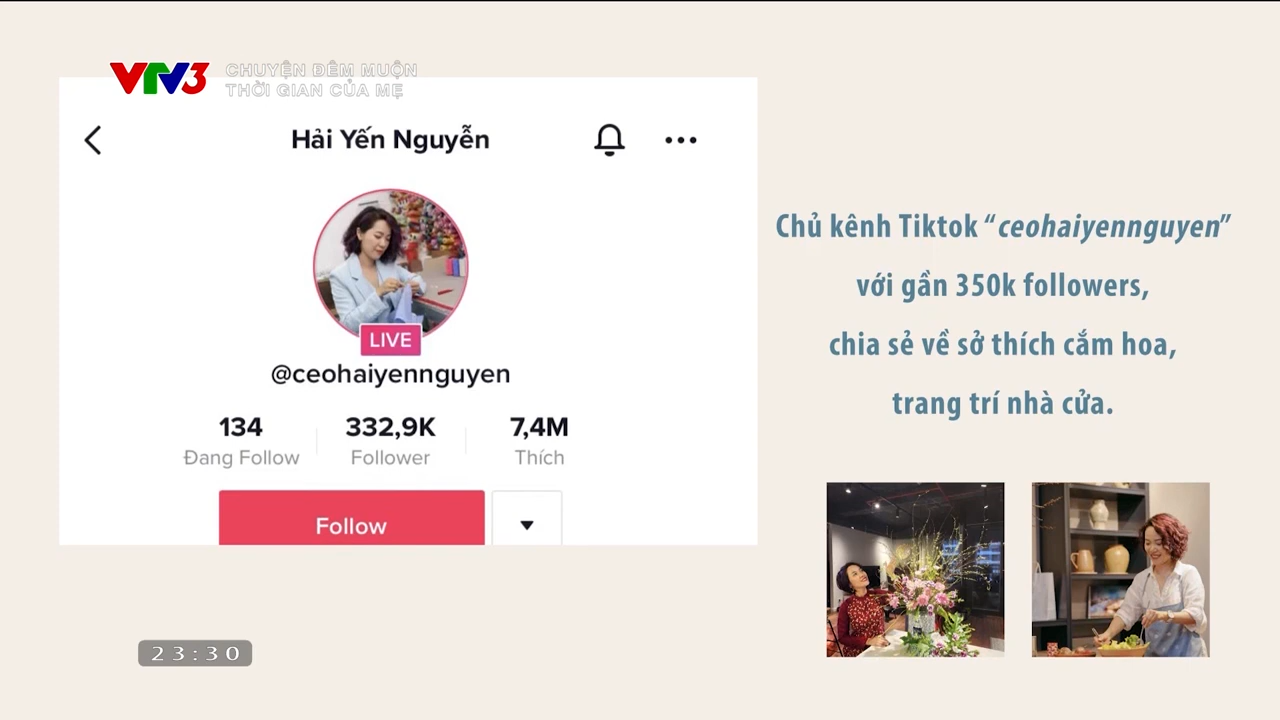 VTV3
CHUYỆN ĐÊM MUỘN
THỜI GIAN CỦA MẸ
Hải Yến Nguyễn
LIVE
@ceohaiyennguyen
134 332,9K 7,4M
Đang Follow Follower Thích
Follow
Chủ kênh Tiktok “ceohaiyennguyen”
với gần 350k followers,
chia sẻ về sở thích cắm hoa,
trang trí nhà cửa.
23:30